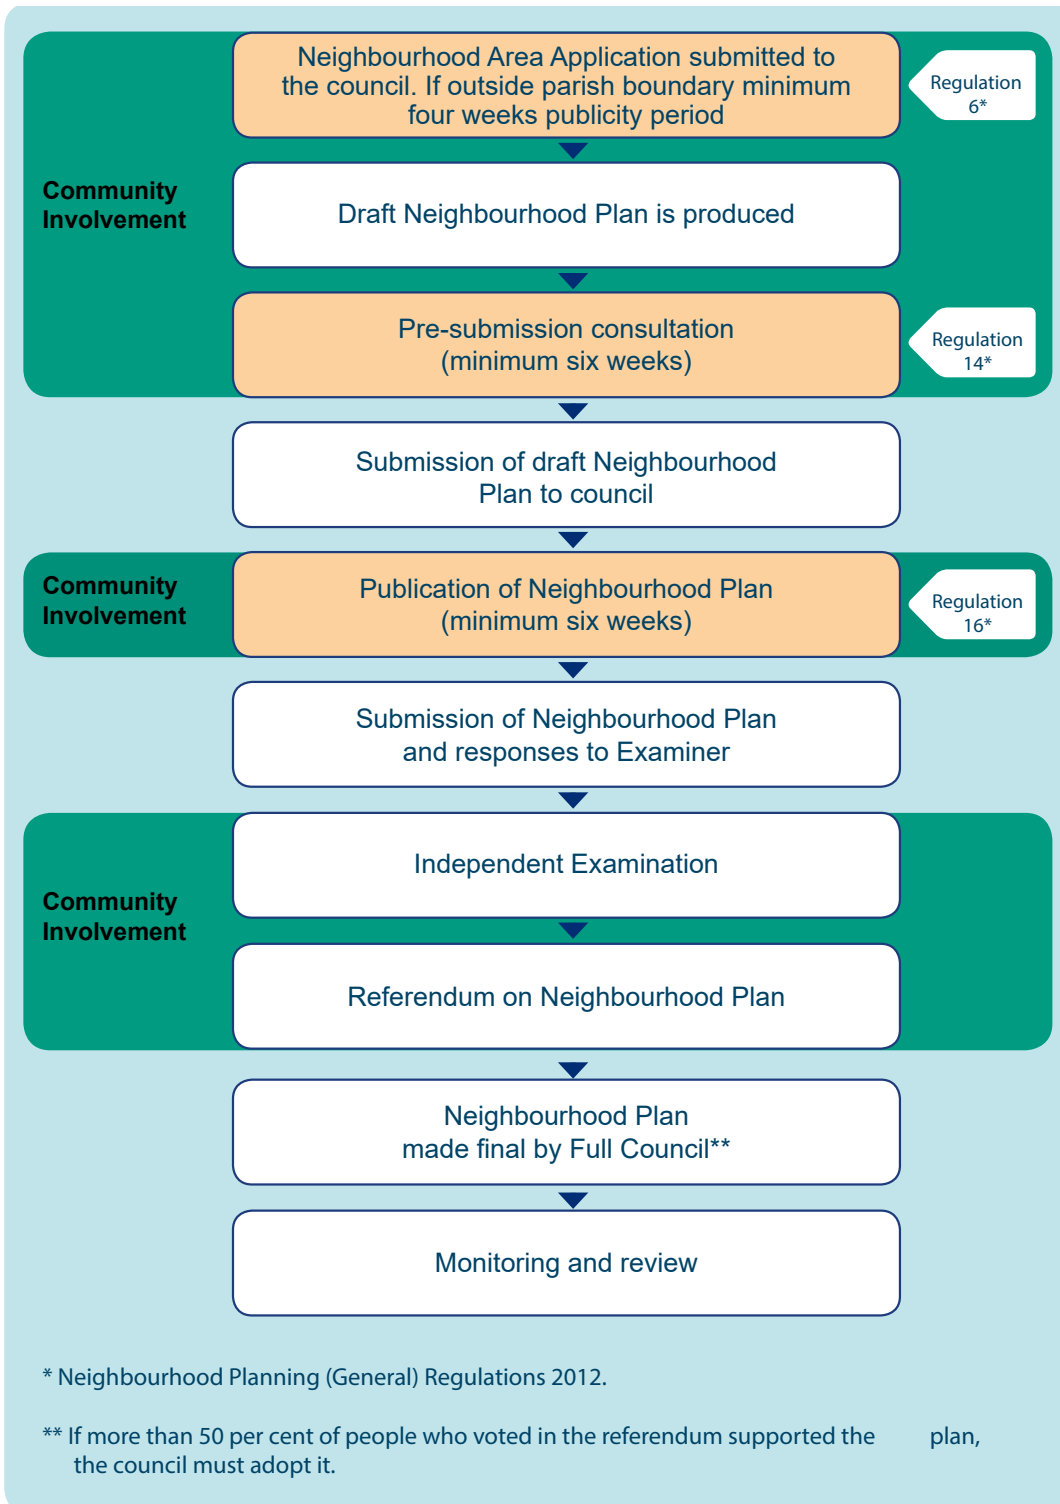 Neighbourhood Area Application submitted to
the council. If outside parish boundary minimum
four weeks publicity period
Regulation
6*
Community
Involvement
Draft Neighbourhood Plan is produced
Pre-submission consultation
(minimum six weeks)
Regulation
14*
Submission of draft Neighbourhood
Plan to council
Community
Involvement
Publication of Neighbourhood Plan
(minimum six weeks)
Regulation
16*
Submission of Neighbourhood Plan
and responses to Examiner
Independent Examination
Community
Involvement
Referendum on Neighbourhood Plan
Neighbourhood Plan
made final by Full Council**
Monitoring and review
* Neighbourhood Planning (General) Regulations 2012.
** If more than 50 per cent of people who voted in the referendum supported the plan,
the council must adopt it.